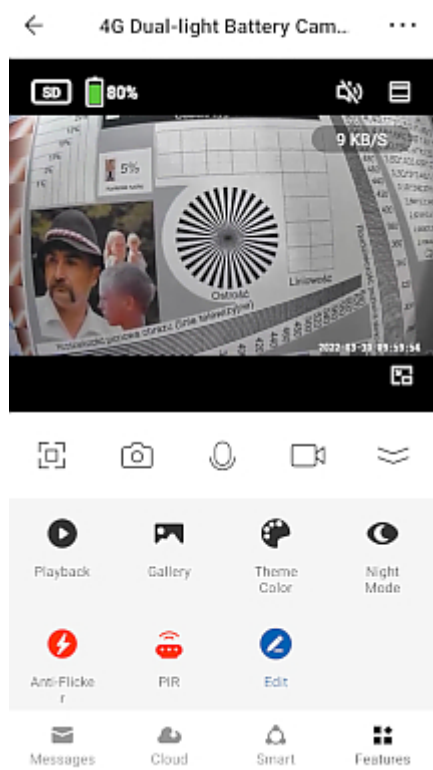 4G Dual-light Battery Cam..
SD
80%
9 KB/S
5%
Ostrość
Liniowość
2022-03-30 09:59:54
Playback
Gallery
Theme
Color
Night
Mode
Anti-Flicke
r
PIR
Edit
Messages
Cloud
Smart
Features